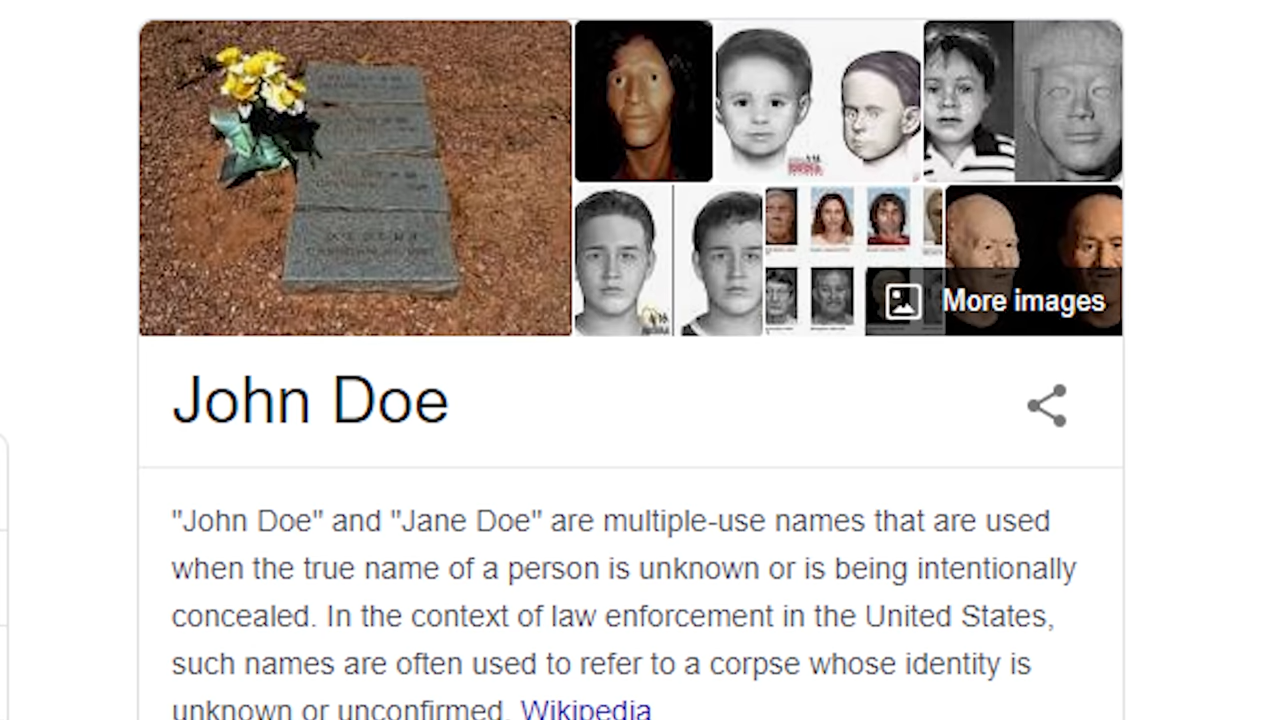 More images
John Doe
"John Doe" and "Jane Doe" are multiple-use names that are used
when the true name of a person is unknown or is being intentionally
concealed. In the context of law enforcement in the United States,
such names are often used to refer to a corpse whose identity is
unknown or unconfirmed. Wikipedia